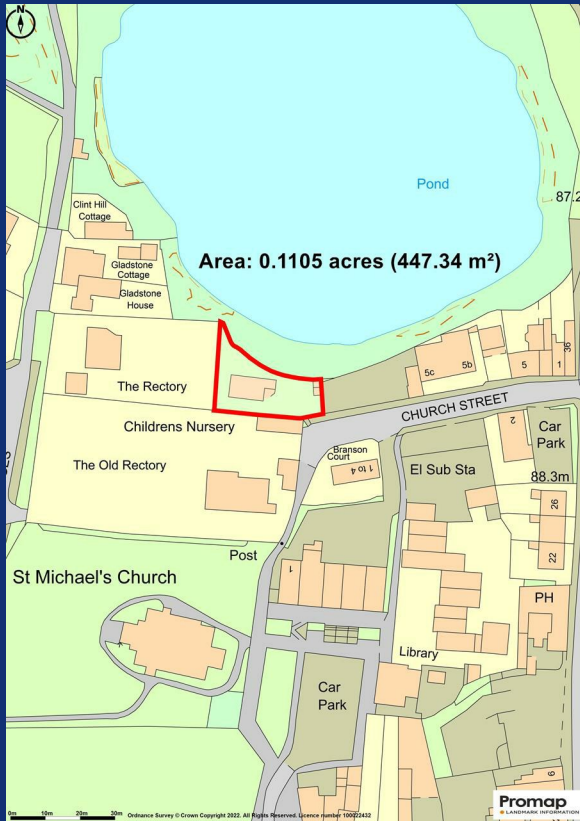 N
Pond
87.2
Clint Hill
Cottage
Area: 0.1105 acres (447.34 m²)
Gladstone
Cottage
Gladstone
House
The Rectory
5c
5b
5
1
36
CHURCH STREET
Childrens Nursery
2
Car
Park
Branson
Court
The Old Rectory
1 to 4
El Sub Sta
88.3m
26
Post
22
1
St Michael's Church
PH
Library
Car
Park
6
0m 10m 20m 30m
Ordnance Survey © Crown Copyright 2022. All Rights Reserved. Licence number 100022432
Promap
LANDMARK INFORMATION